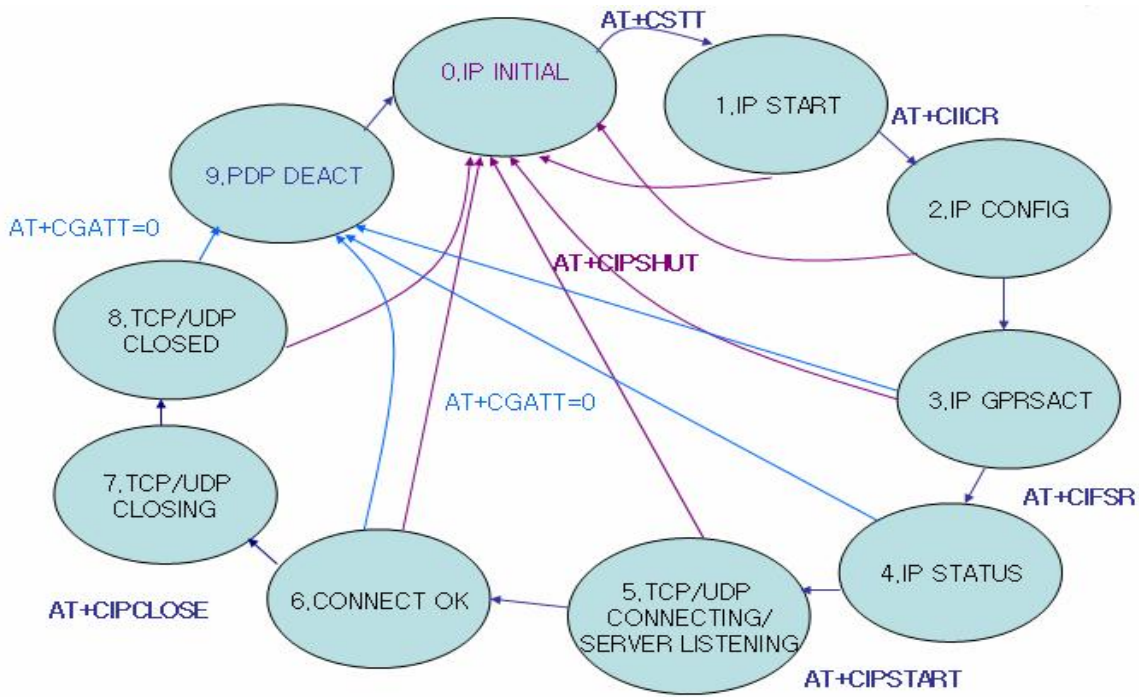 AT+CSTT
0,IP INITIAL
1,IP START
AT+CIICR
9,PDP DEACT
2,IP CONFIG
AT+CGATT=0
AT+CIPSHUT
8,TCP/UDP
CLOSED
3,IP GPRSACT
AT+CGATT=0
7,TCP/UDP
CLOSING
AT+CIFSR
4,IP STATUS
6,CONNECT OK
5,TCP/UDP
CONNECTING/
SERVER LISTENING
AT+CIPCLOSE
AT+CIPSTART